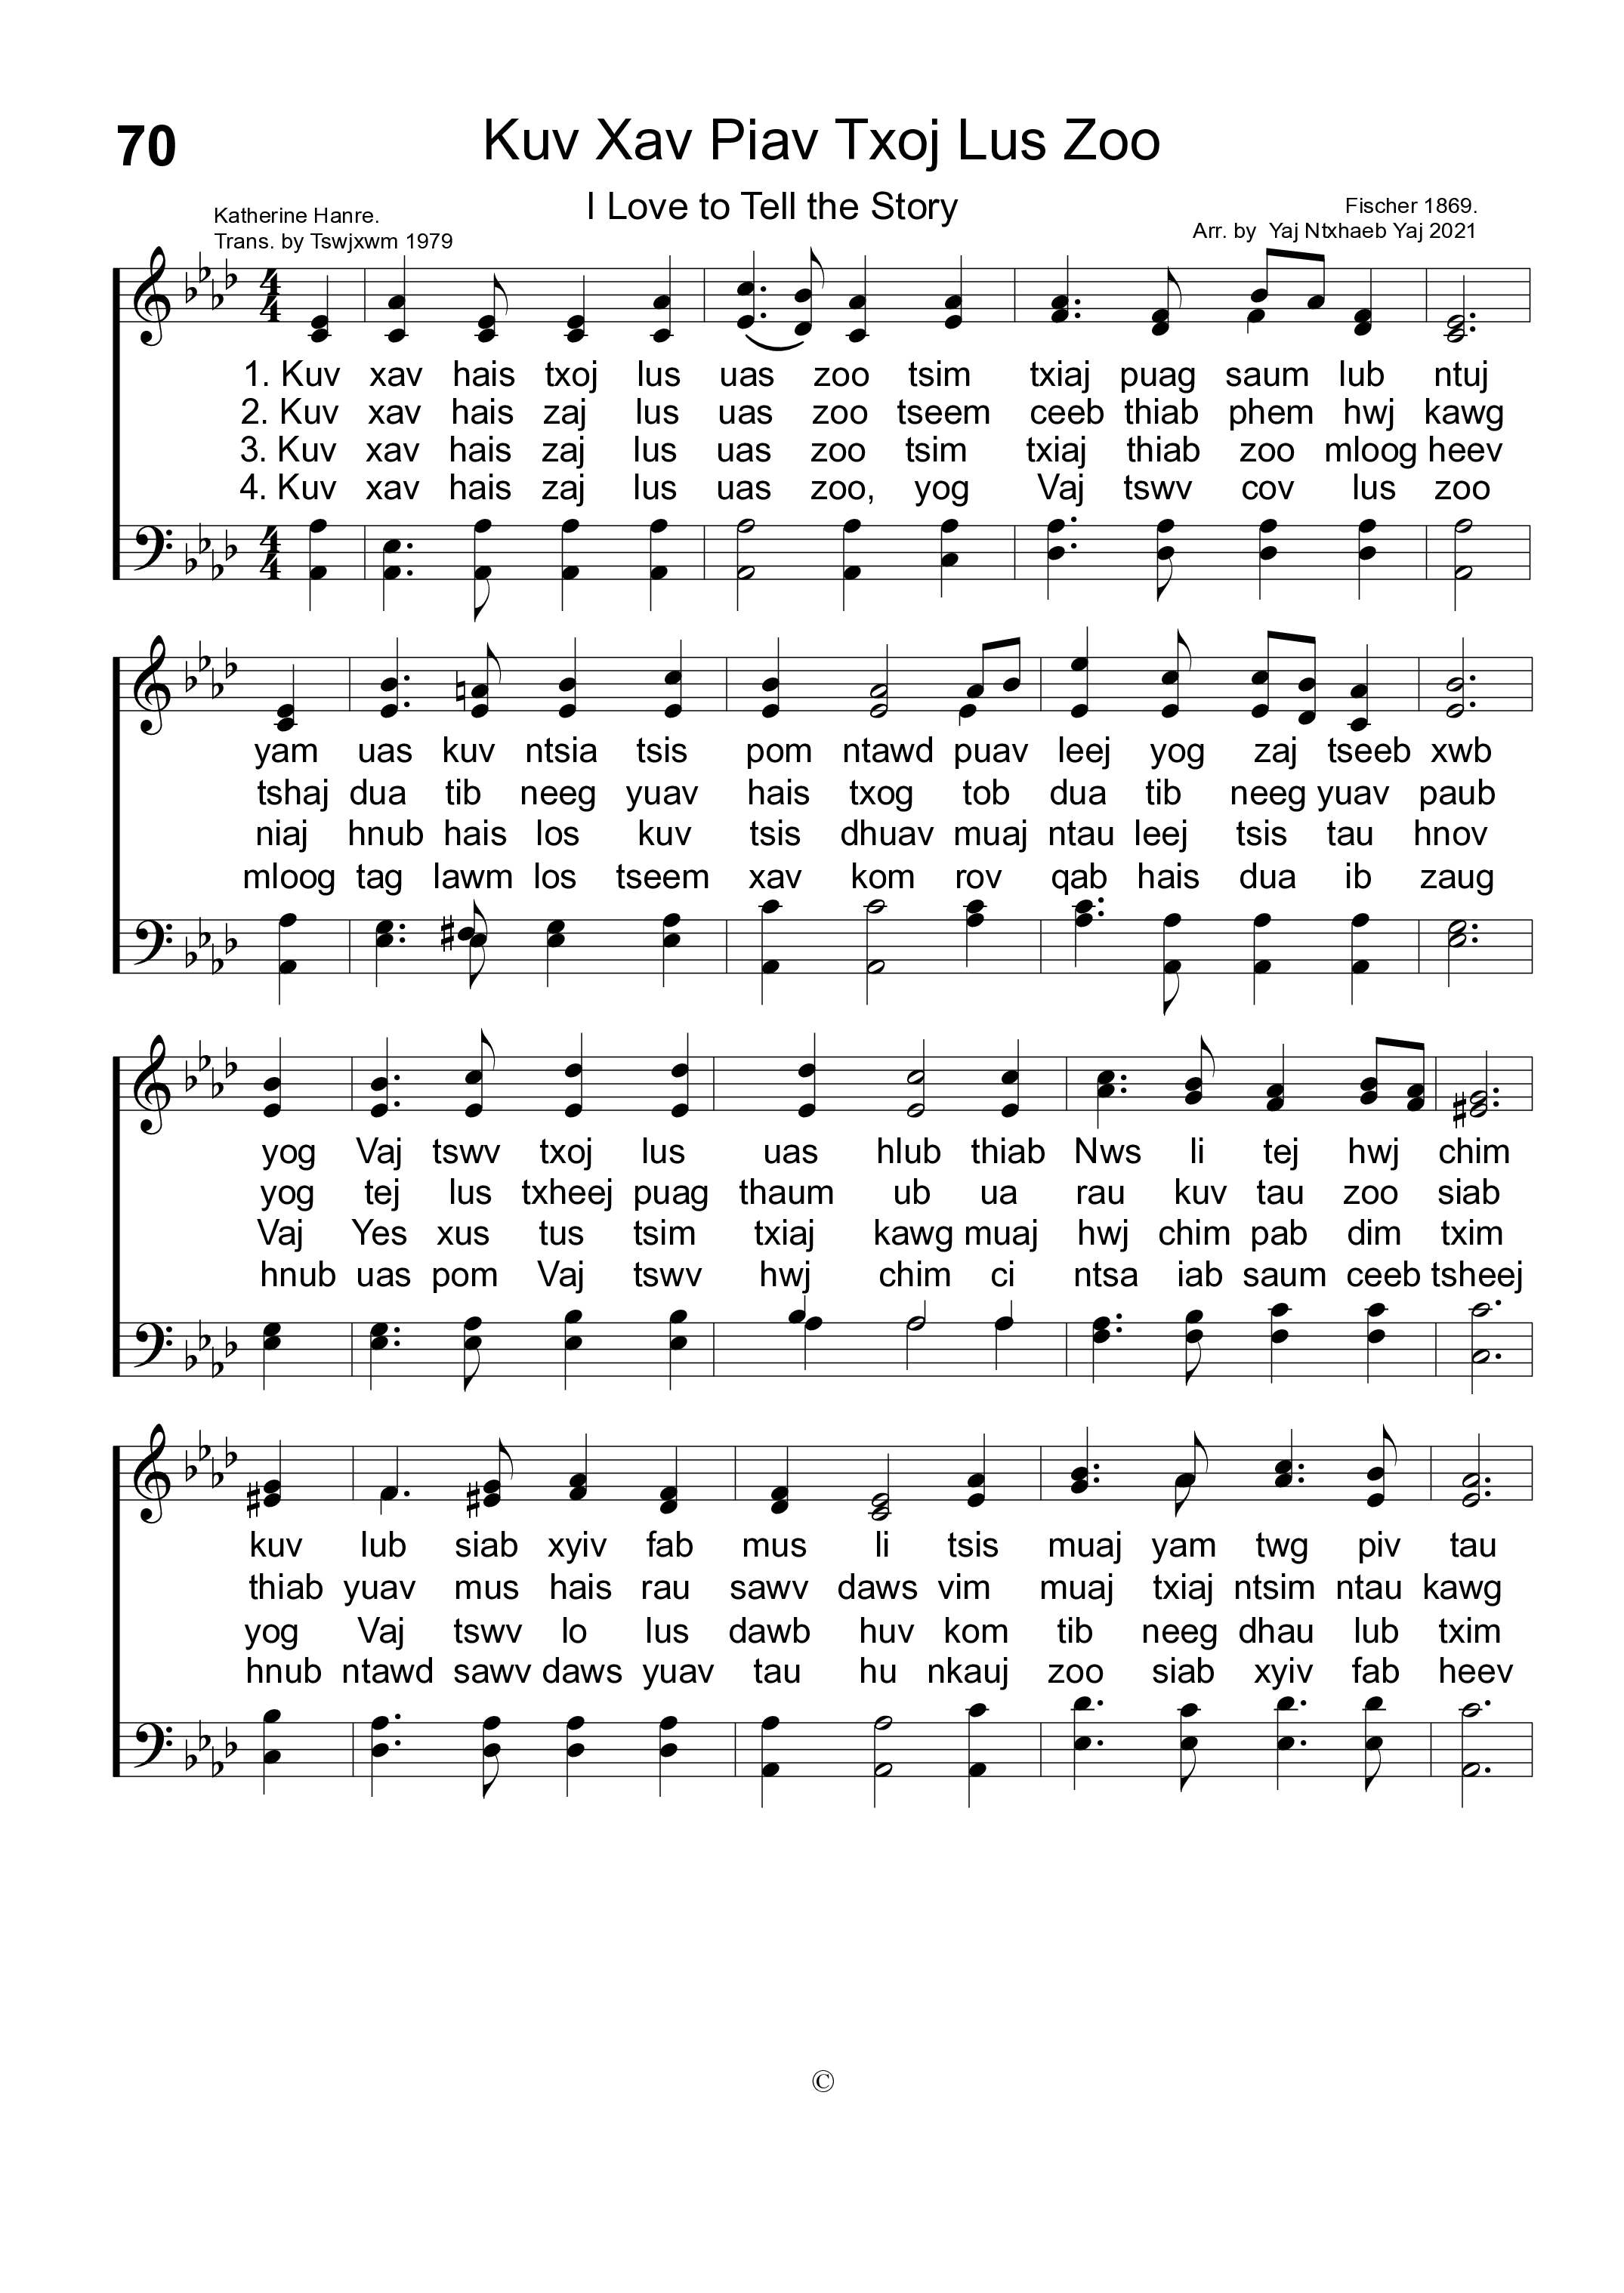 70
Kuv Xav Piav Txoj Lus Zoo
I Love to Tell the Story
Katherine Hanre.
Trans. by Tswjxwm 1979
Fischer 1869.
Arr. by Yaj Ntxhaeb Yaj 2021
1. Kuv xav hais txoj lus uas zoo tsim txiaj puag saum lub ntuj
2. Kuv xav hais zaj lus uas zoo tseem ceeb thiab phem hwj kawg
3. Kuv xav hais zaj lus uas zoo tsim txiaj thiab zoo mloog heev
4. Kuv xav hais zaj lus uas zoo, yog Vaj tswv cov lus zoo
yam uas kuv ntsia tsis pom ntawd puav leej yog zaj tseeb xwb
tshaj dua tib neeg yuav hais txog tob dua tib neeg yuav paub
niaj hnub hais los kuv tsis dhuav muaj ntau leej tsis tau hnov
mloog tag lawm los tseem xav kom rov qab hais dua ib zaug
yog Vaj tswv txoj lus uas hlub thiab Nws li tej hwj chim
yog tej lus txheej puag thaum ub ua rau kuv tau zoo siab
Vaj Yes xus tus tsim txiaj kawg muaj hwj chim pab dim txim
hnub uas pom Vaj tswv hwj chim ci ntsa iab saum ceeb tsheej
kuv lub siab xyiv fab mus li tsis muaj yam twg piv tau
thiab yuav mus hais rau sawv daws vim muaj txiaj ntsim ntau kawg
yog Vaj tswv lo lus dawb huv kom tib neeg dhau lub txim
hnub ntawd sawv daws yuav tau hu nkauj zoo siab xyiv fab heev
©